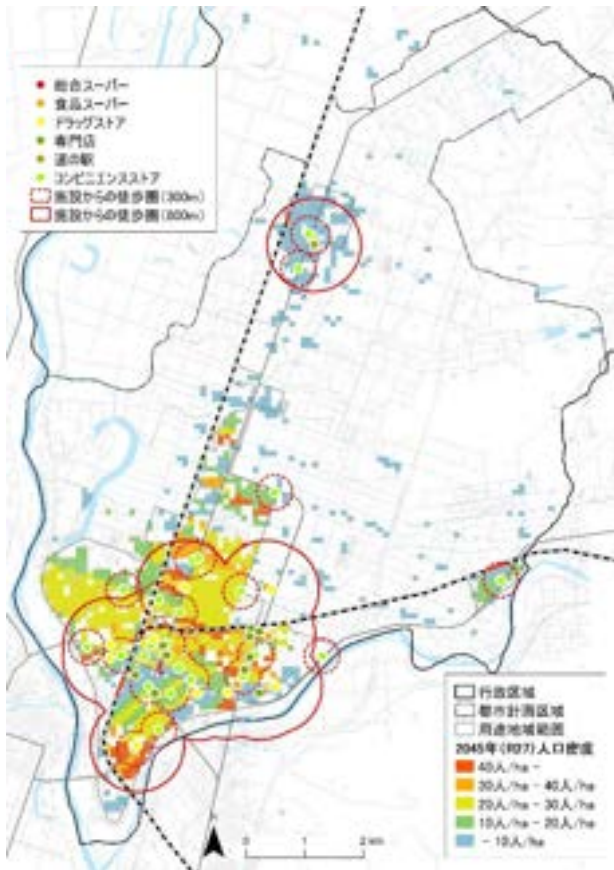 総合スーパー
食品スーパー
ドラッグストア
専門店
道の駅
コンビニエンスストア
施設からの徒歩圏(300m)
施設からの徒歩圏(800m)
行政区域
都市計画区域
用途地域範囲
2045年(R27)人口密度
40人/ha -
30人/ha - 40人/ha
20人/ha - 30人/ha
10人/ha - 20人/ha
- 10人/ha
0 1 2 km